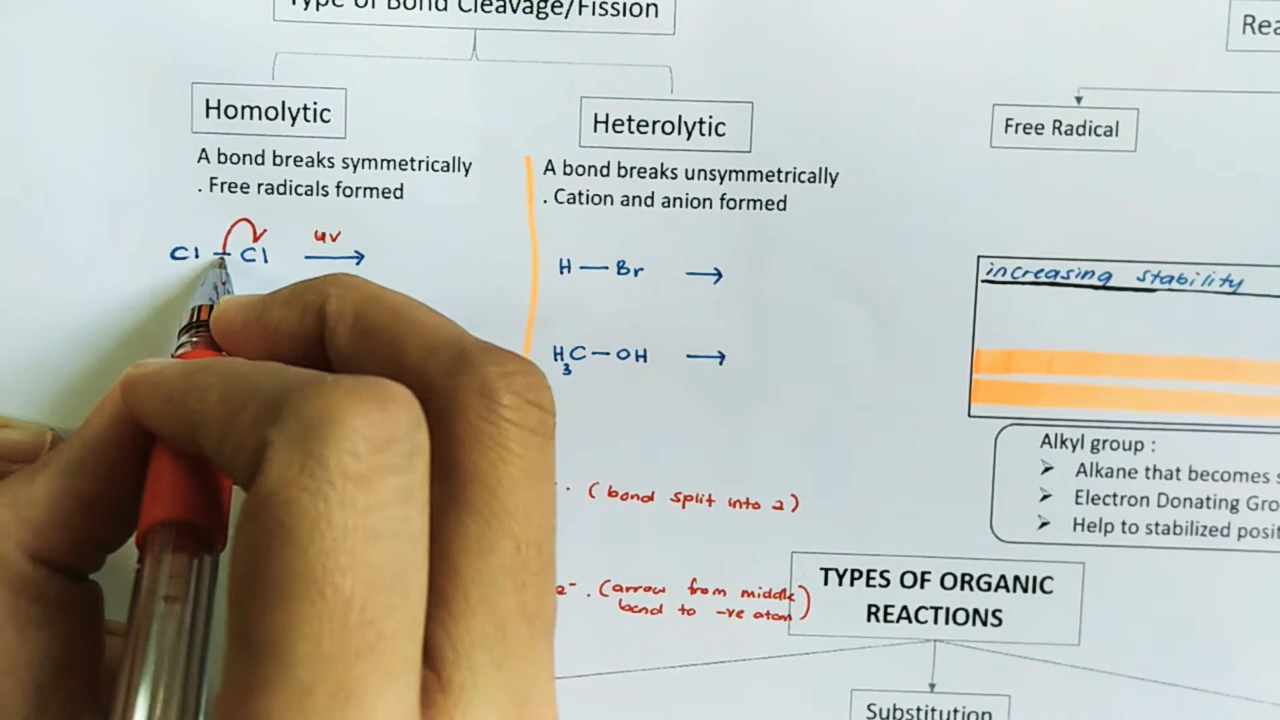 Type of Bond Cleavage/Fission
Homolytic
A bond breaks symmetrically
. Free radicals formed
Cl – Cl uv →
Heterolytic
A bond breaks unsymmetrically
. Cation and anion formed
H — Br →
H₃C — OH →
. (bond split into 2)
e⁻ . (arrow from middle
bond to -ve atom)
Rea
Free Radical
increasing stability
Alkyl group :
➤ Alkane that becomes s
➤ Electron Donating Gro
➤ Help to stabilized posit
TYPES OF ORGANIC
REACTIONS
Substitution